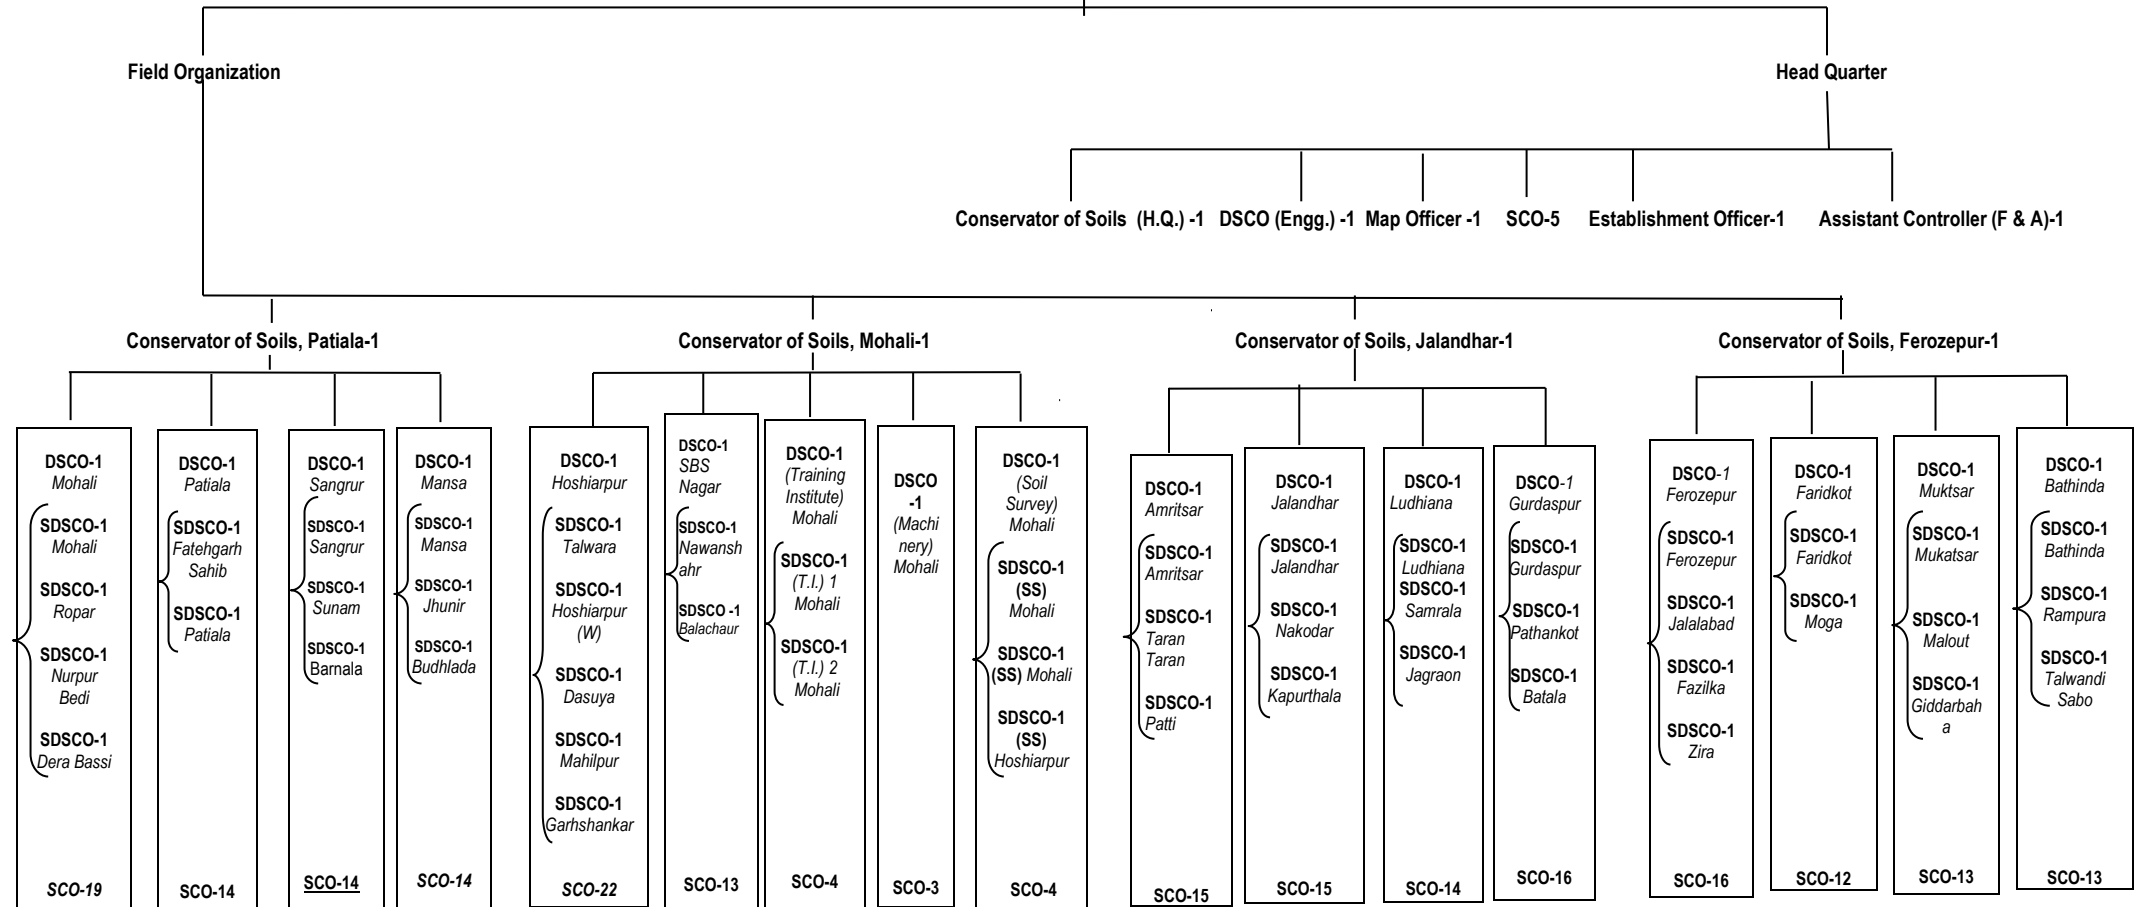 Field Organization
Head Quarter
Conservator of Soils (H.Q.) -1
DSCO (Engg.) -1
Map Officer -1
SCO-5
Establishment Officer-1
Assistant Controller (F & A)-1
Conservator of Soils, Patiala-1
Conservator of Soils, Mohali-1
Conservator of Soils, Jalandhar-1
Conservator of Soils, Ferozepur-1
DSCO-1
Mohali
SDSCO-1
Mohali
SDSCO-1
Ropar
SDSCO-1
Nurpur
Bedi
SDSCO-1
Dera Bassi
SCO-19
DSCO-1
Patiala
SDSCO-1
Fatehgarh
Sahib
SDSCO-1
Patiala
SCO-14
DSCO-1
Sangrur
SDSCO-1
Sangrur
SDSCO-1
Sunam
SDSCO-1
Barnala
SCO-14
DSCO-1
Mansa
SDSCO-1
Mansa
SDSCO-1
Jhunir
SDSCO-1
Budhlada
SCO-14
DSCO-1
Hoshiarpur
SDSCO-1
Talwara
SDSCO-1
Hoshiarpur
(W)
SDSCO-1
Dasuya
SDSCO-1
Mahilpur
SDSCO-1
Garhshankar
SCO-22
DSCO-1
SBS
Nagar
SDSCO-1
Nawansh
ahr
SDSCO -1
Balachaur
SCO-13
DSCO-1
(Training
Institute)
Mohali
SDSCO-1
(T.I.) 1
Mohali
SDSCO-1
(T.I.) 2
Mohali
SCO-4
DSCO
-1
(Machi
nery)
Mohali
SCO-3
DSCO-1
(Soil
Survey)
Mohali
SDSCO-1
(SS)
Mohali
SDSCO-1
(SS) Mohali
SDSCO-1
(SS)
Hoshiarpur
SCO-4
DSCO-1
Amritsar
SDSCO-1
Amritsar
SDSCO-1
Taran
Taran
SDSCO-1
Patti
SCO-15
DSCO-1
Jalandhar
SDSCO-1
Jalandhar
SDSCO-1
Nakodar
SDSCO-1
Kapurthala
SCO-15
DSCO-1
Ludhiana
SDSCO-1
Ludhiana
SDSCO-1
Samrala
SDSCO-1
Jagraon
SCO-14
DSCO-1
Gurdaspur
SDSCO-1
Gurdaspur
SDSCO-1
Pathankot
SDSCO-1
Batala
SCO-16
DSCO-1
Ferozepur
SDSCO-1
Ferozepur
SDSCO-1
Jalalabad
SDSCO-1
Fazilka
SDSCO-1
Zira
SCO-16
DSCO-1
Faridkot
SDSCO-1
Faridkot
SDSCO-1
Moga
SCO-12
DSCO-1
Muktsar
SDSCO-1
Mukatsar
SDSCO-1
Malout
SDSCO-1
Giddarbah
a
SCO-13
DSCO-1
Bathinda
SDSCO-1
Bathinda
SDSCO-1
Rampura
SDSCO-1
Talwandi
Sabo
SCO-13